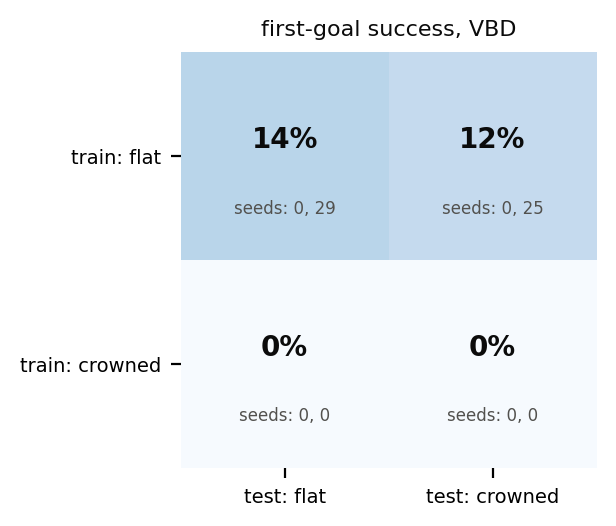 first-goal success, VBD
train: flat
14%
12%
seeds: 0, 29
seeds: 0, 25
train: crowned
0%
0%
seeds: 0, 0
seeds: 0, 0
test: flat
test: crowned